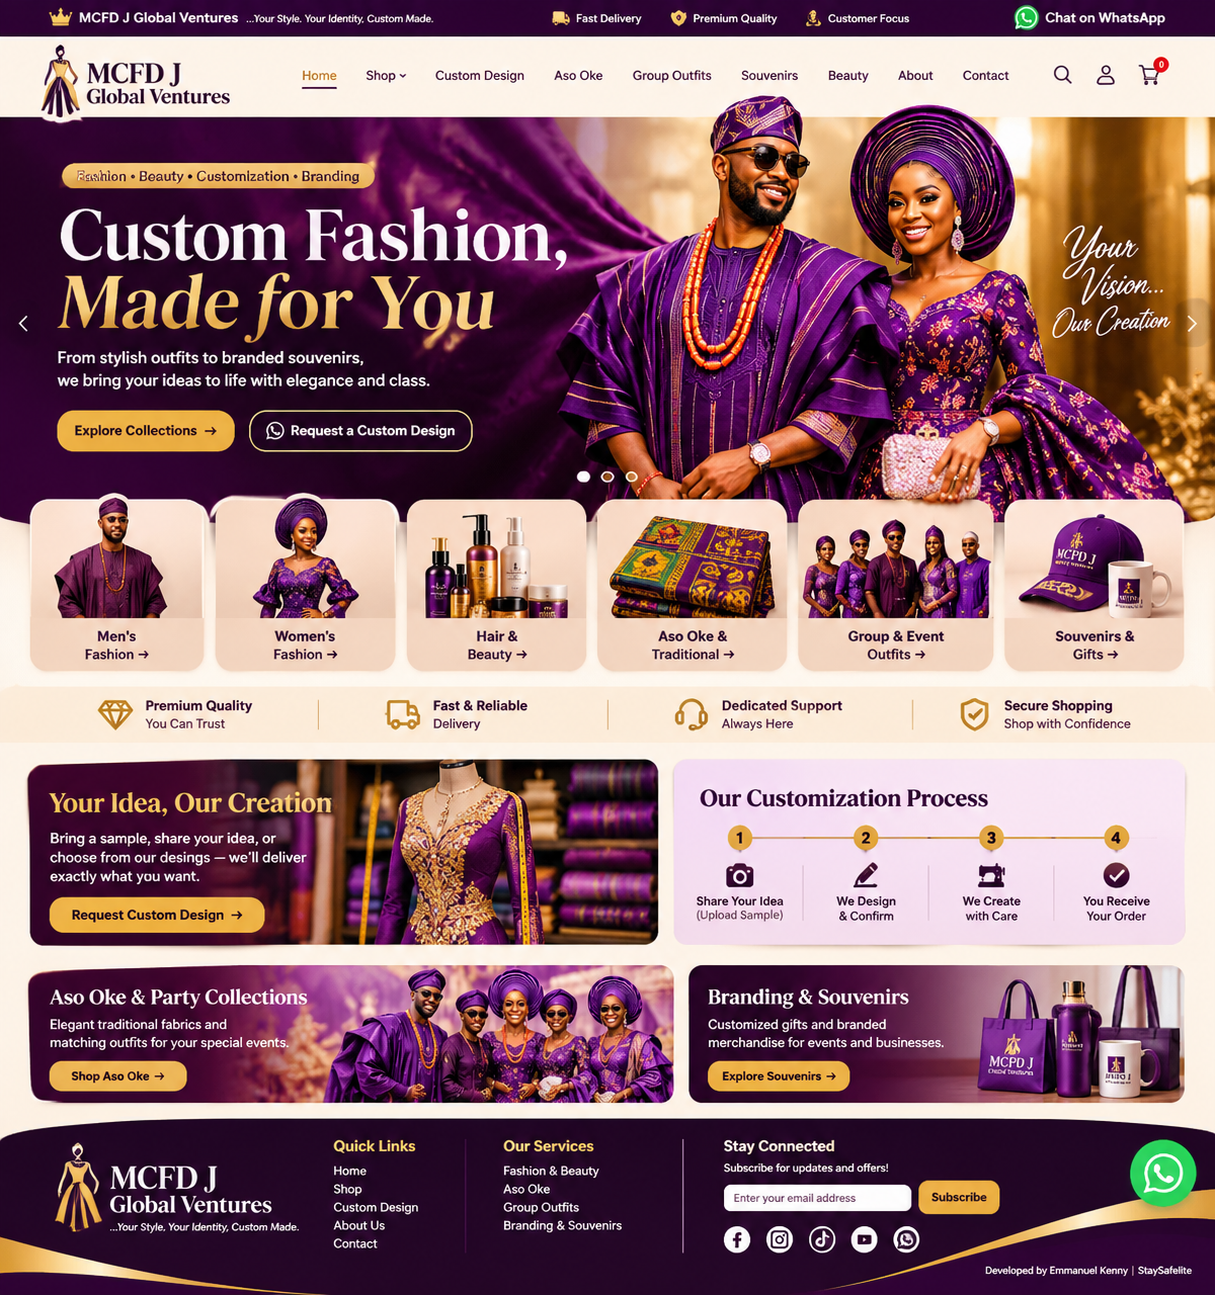 MCFD J Global Ventures ...Your Style. Your Identity, Custom Made.
Fast Delivery
Premium Quality
Customer Focus
Chat on WhatsApp
MCFD J
Global Ventures
Home
Shop
Custom Design
Aso Oke
Group Outfits
Souvenirs
Beauty
About
Contact
0
Fashion • Beauty • Customization • Branding
Custom Fashion,
Made for You
From stylish outfits to branded souvenirs,
we bring your ideas to life with elegance and class.
Explore Collections →
Request a Custom Design
Your
Vision...
Our Creation
MCPD J
Men's
Fashion →
Women's
Fashion →
Hair &
Beauty →
Aso Oke &
Traditional →
Group & Event
Outfits →
Souvenirs &
Gifts →
Premium Quality
You Can Trust
Fast & Reliable
Delivery
Dedicated Support
Always Here
Secure Shopping
Shop with Confidence
Your Idea, Our Creation
Bring a sample, share your idea, or
choose from our desings — we'll deliver
exactly what you want.
Request Custom Design →
Our Customization Process
1
2
3
4
Share Your Idea
(Upload Sample)
We Design
& Confirm
We Create
with Care
You Receive
Your Order
Aso Oke & Party Collections
Elegant traditional fabrics and
matching outfits for your special events.
Shop Aso Oke →
Branding & Souvenirs
Customized gifts and branded
merchandise for events and businesses.
Explore Souvenirs →
MCPD J
MCFD J
Global Ventures
...Your Style, Your Identity, Custom Made.
Quick Links
Home
Shop
Custom Design
About Us
Contact
Our Services
Fashion & Beauty
Aso Oke
Group Outfits
Branding & Souvenirs
Stay Connected
Subscribe for updates and offers!
Enter your email address
Subscribe
Developed by Emmanuel Kenny | StaySafelite